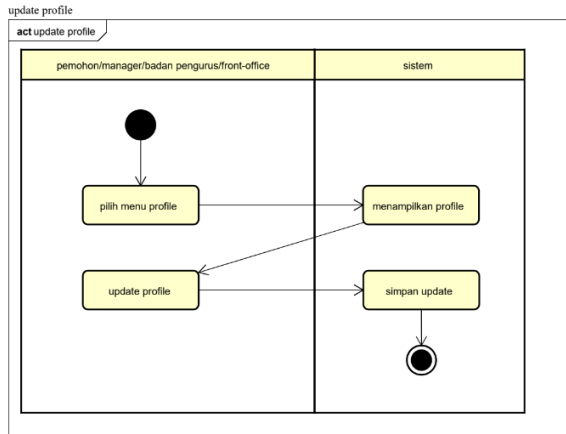 update profile
act update profile
pemohon/manager/badan pengurus/front-office
sistem
pilih menu profile
menampilkan profile
update profile
simpan update